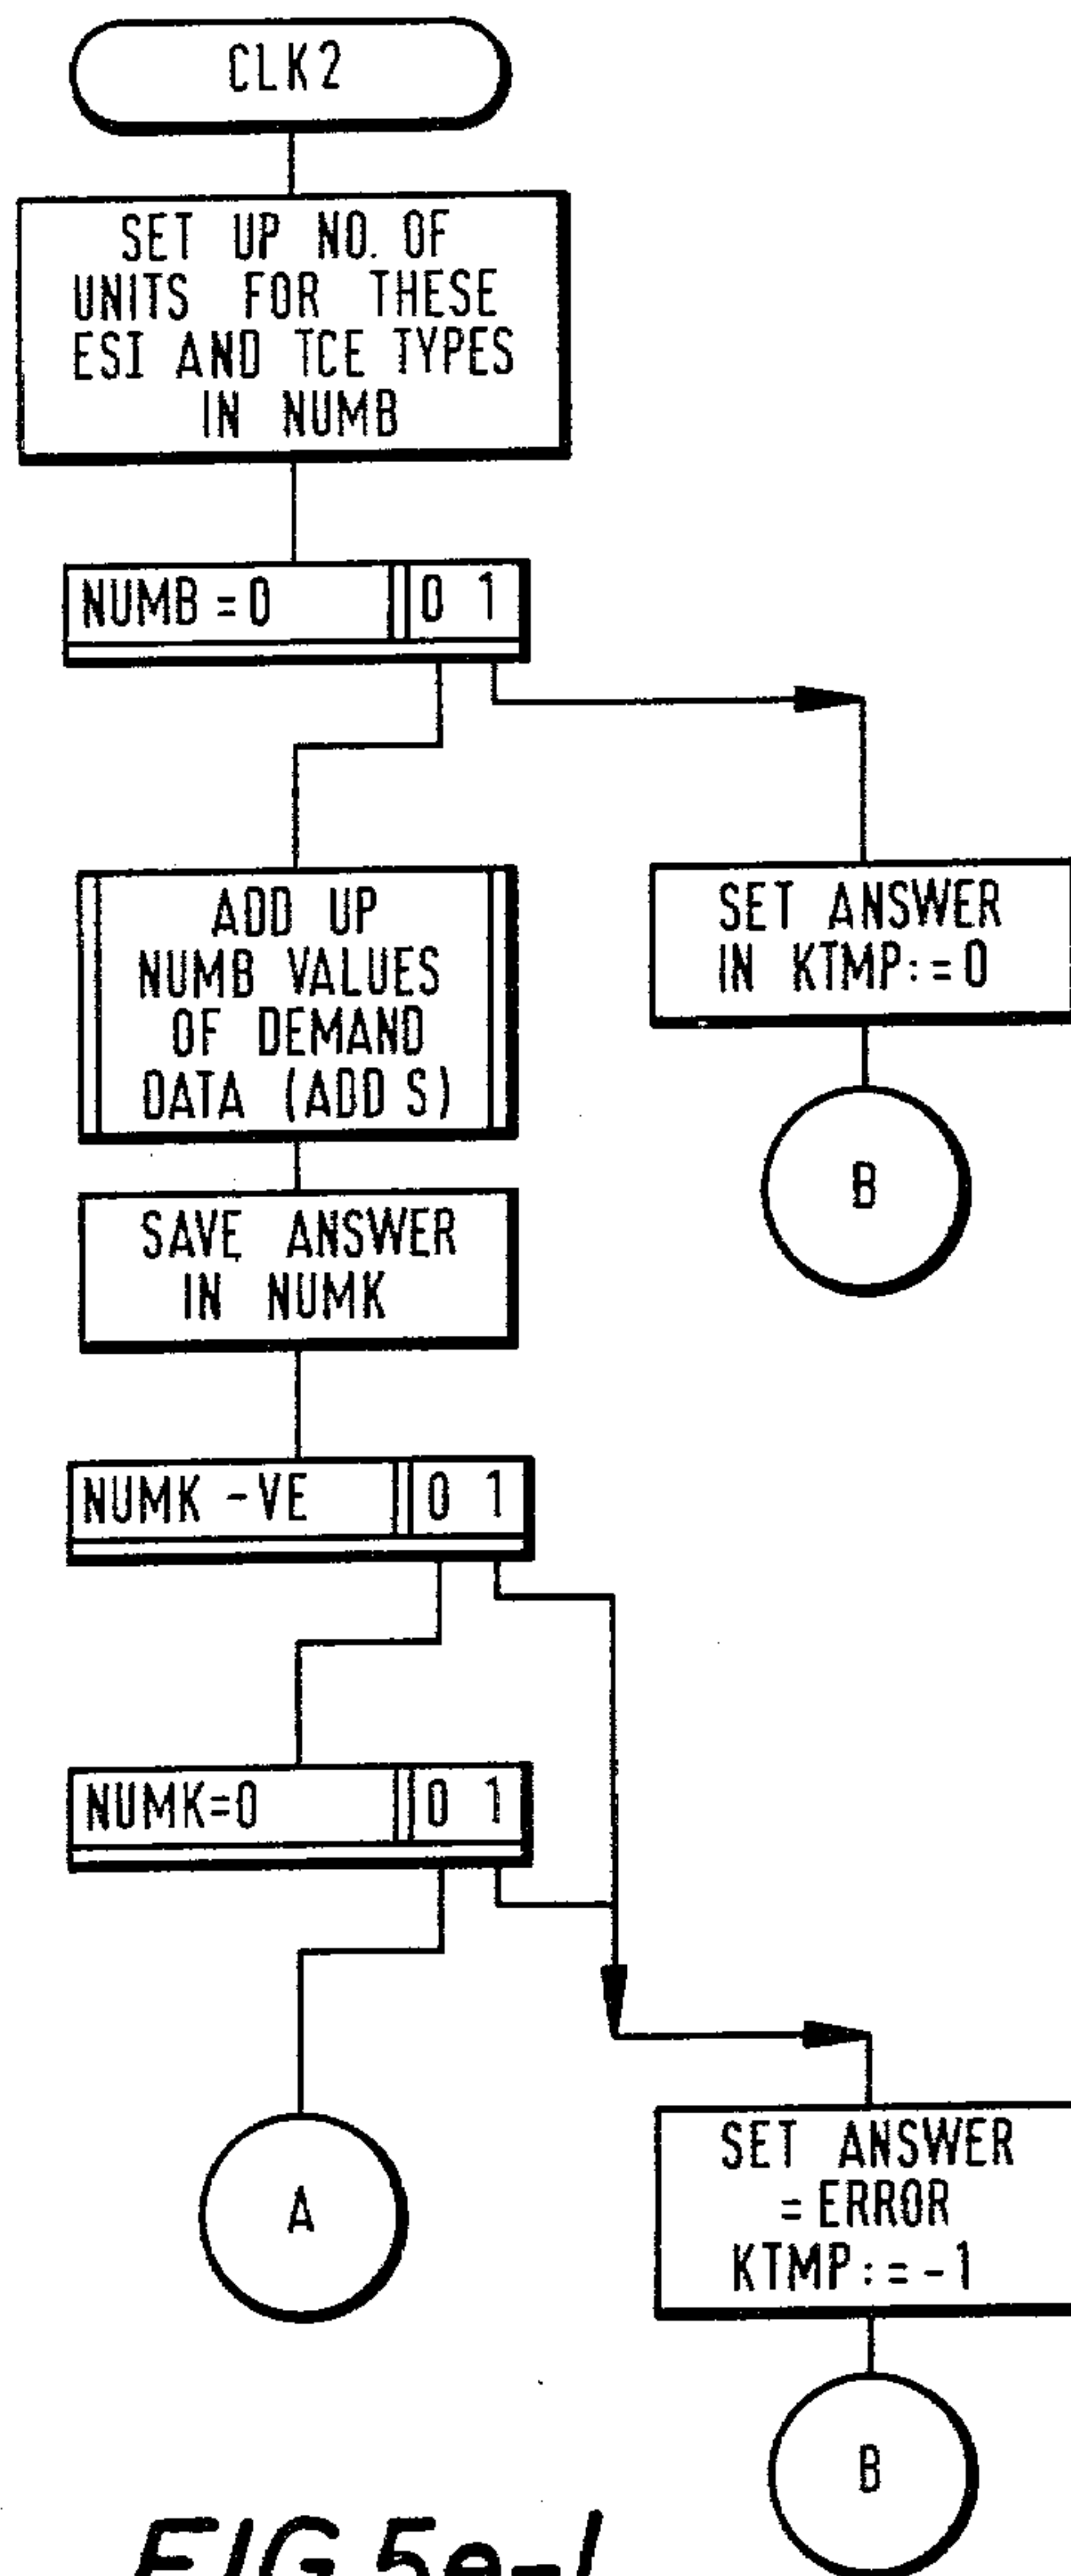 CLK2
SET UP NO. OF
UNITS FOR THESE
ESI AND TCE TYPES
IN NUMB
NUMB = 0 0 1
ADD UP
NUMB VALUES
OF DEMAND
DATA (ADD S)
SET ANSWER
IN KTMP:=0
B
SAVE ANSWER
IN NUMK
NUMK -VE 0 1
NUMK=0 0 1
A
SET ANSWER
= ERROR
KTMP:=-1
B
FIG.5e-1